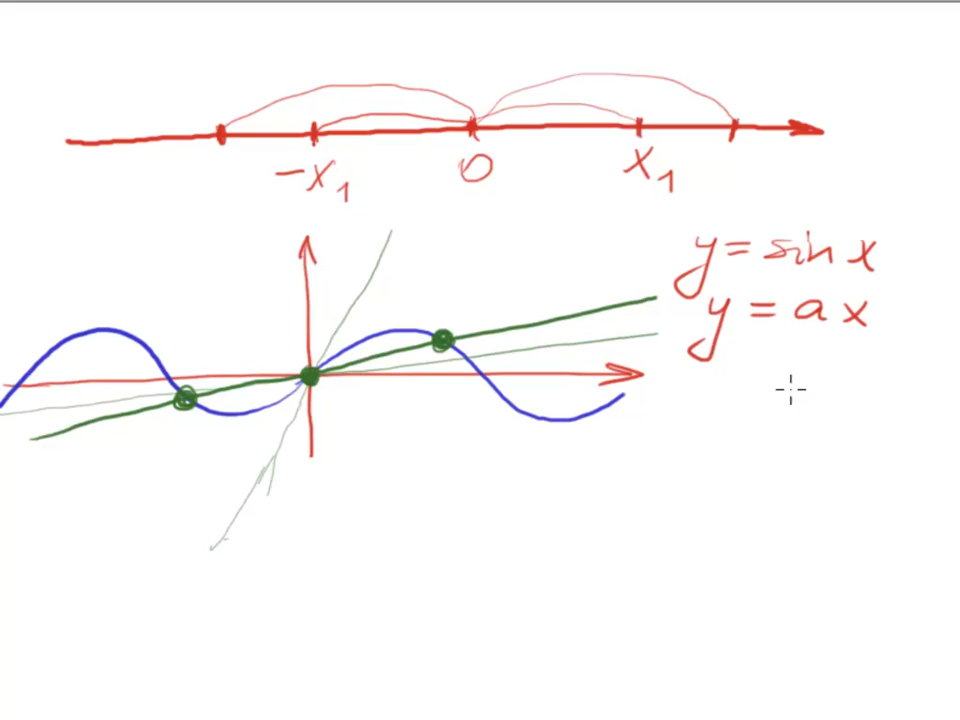 -x₁ 0 x₁
y = sin x
y = a x